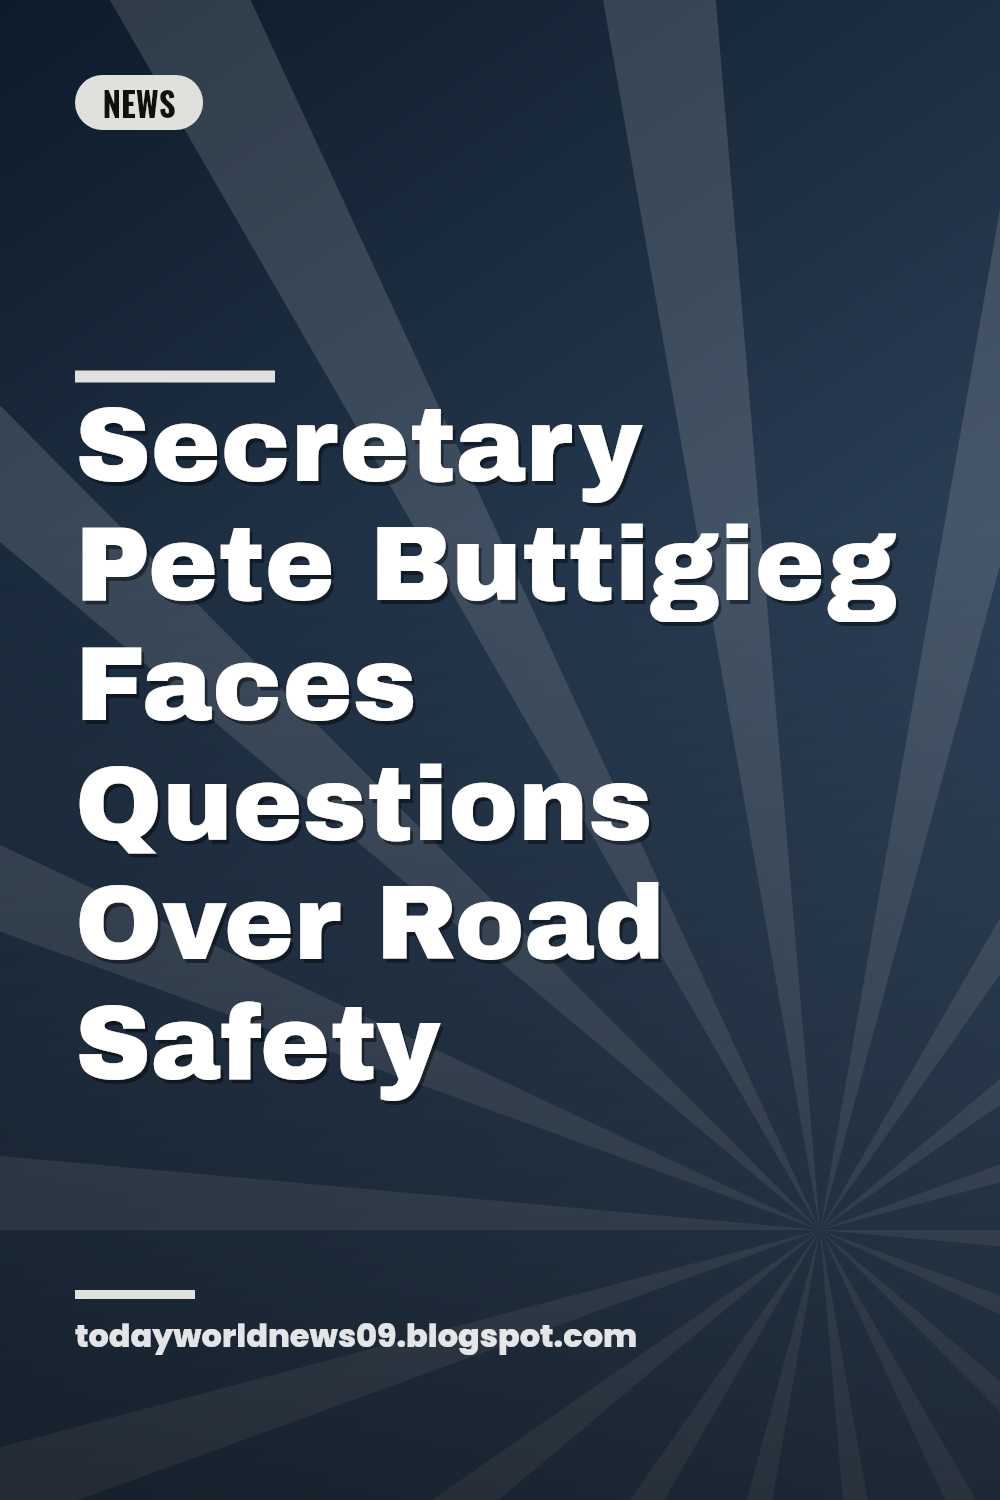 NEWS
Secretary
Pete Buttigieg
Faces
Questions
Over Road
Safety
todayworldnews09.blogspot.com